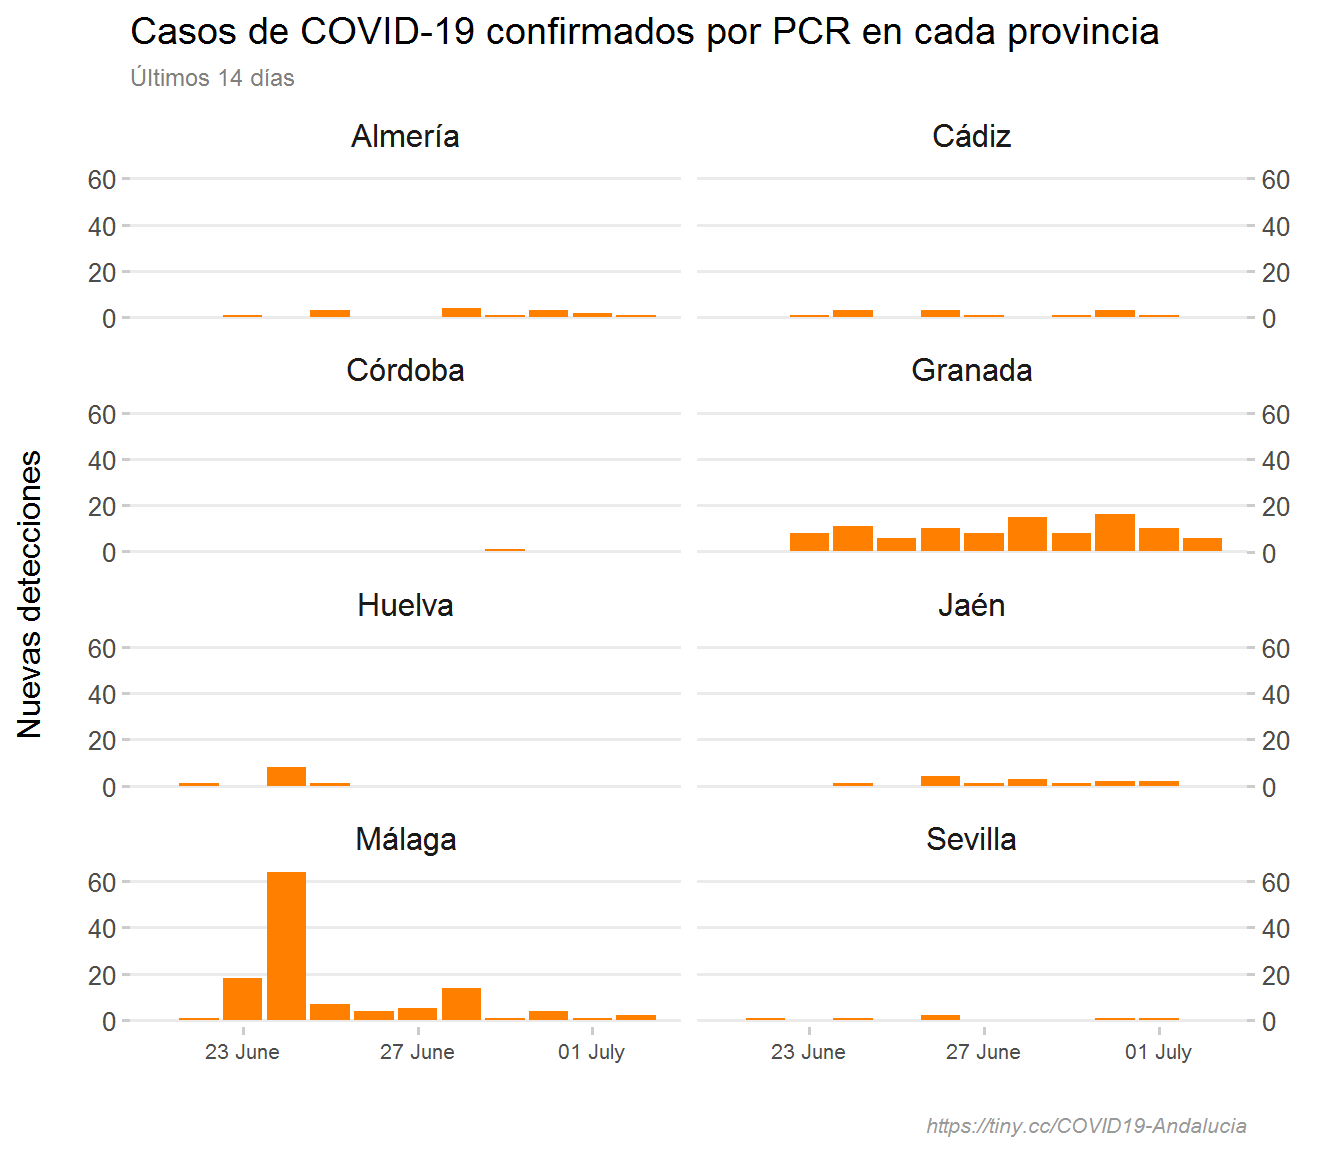 Casos de COVID-19 confirmados por PCR en cada provincia
Últimos 14 días
Almería
Cádiz
60
40
20
0
60
40
20
0
Córdoba
Granada
60
40
20
0
60
40
20
0
Nuevas detecciones
Huelva
Jaén
60
40
20
0
60
40
20
0
Málaga
Sevilla
60
40
20
0
60
40
20
0
23 June
27 June
01 July
23 June
27 June
01 July
https://tiny.cc/COVID19-Andalucia